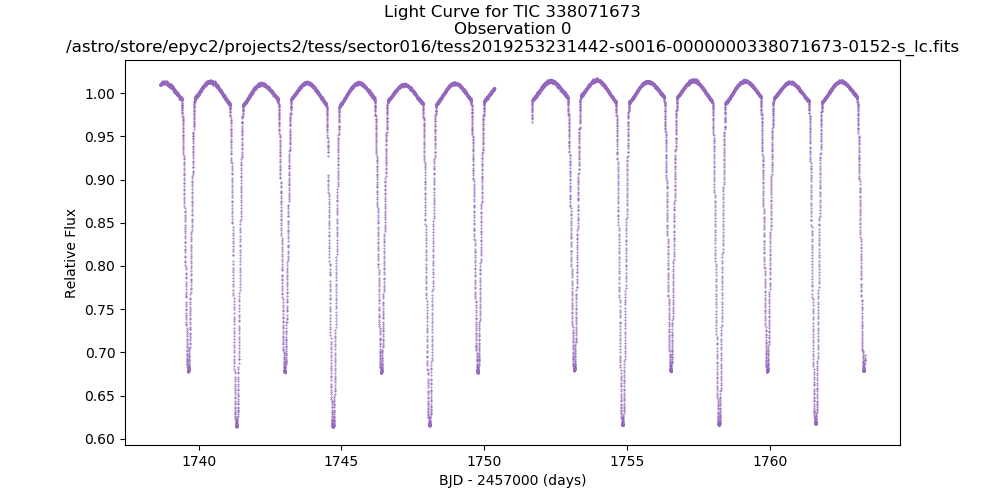 Light Curve for TIC 338071673
Observation 0
/astro/store/epyc2/projects2/tess/sector016/tess2019253231442-s0016-0000000338071673-0152-s_lc.fits
1.00
0.95
0.90
0.85
0.80
0.75
0.70
0.65
0.60
Relative Flux
1740
1745
1750
1755
1760
BJD - 2457000 (days)